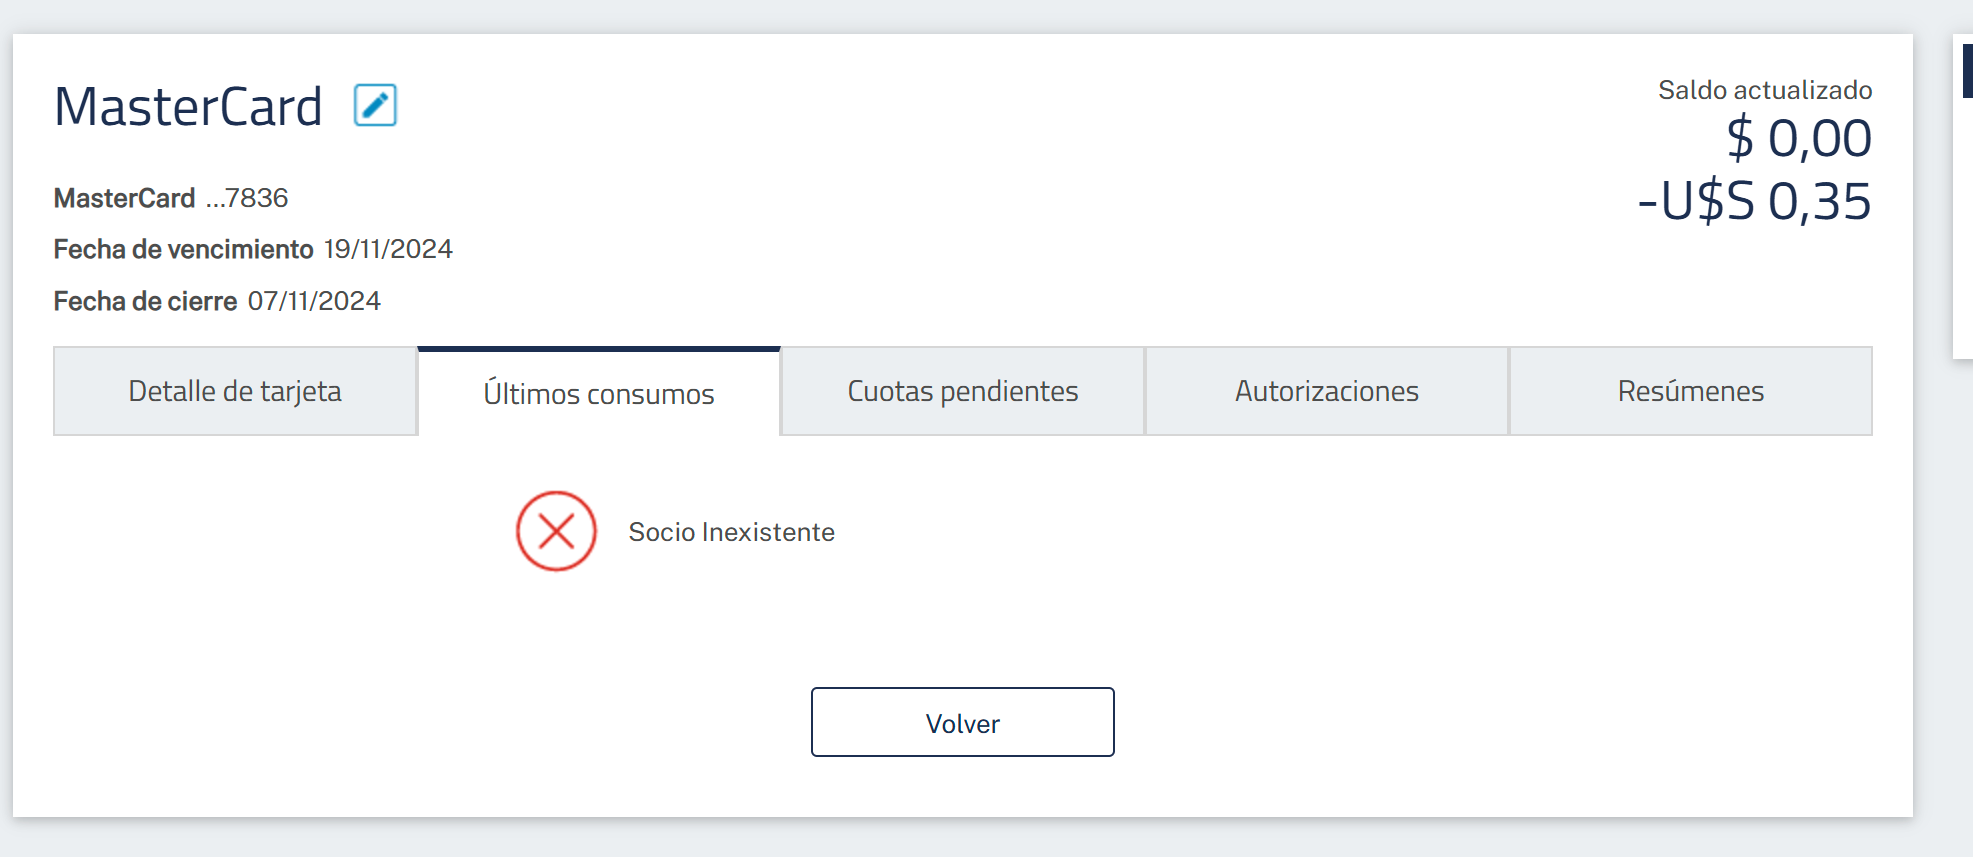 MasterCard
Saldo actualizado
$ 0,00
-U$S 0,35
MasterCard ...7836
Fecha de vencimiento 19/11/2024
Fecha de cierre 07/11/2024
Detalle de tarjeta
Últimos consumos
Cuotas pendientes
Autorizaciones
Resúmenes
Socio Inexistente
Volver